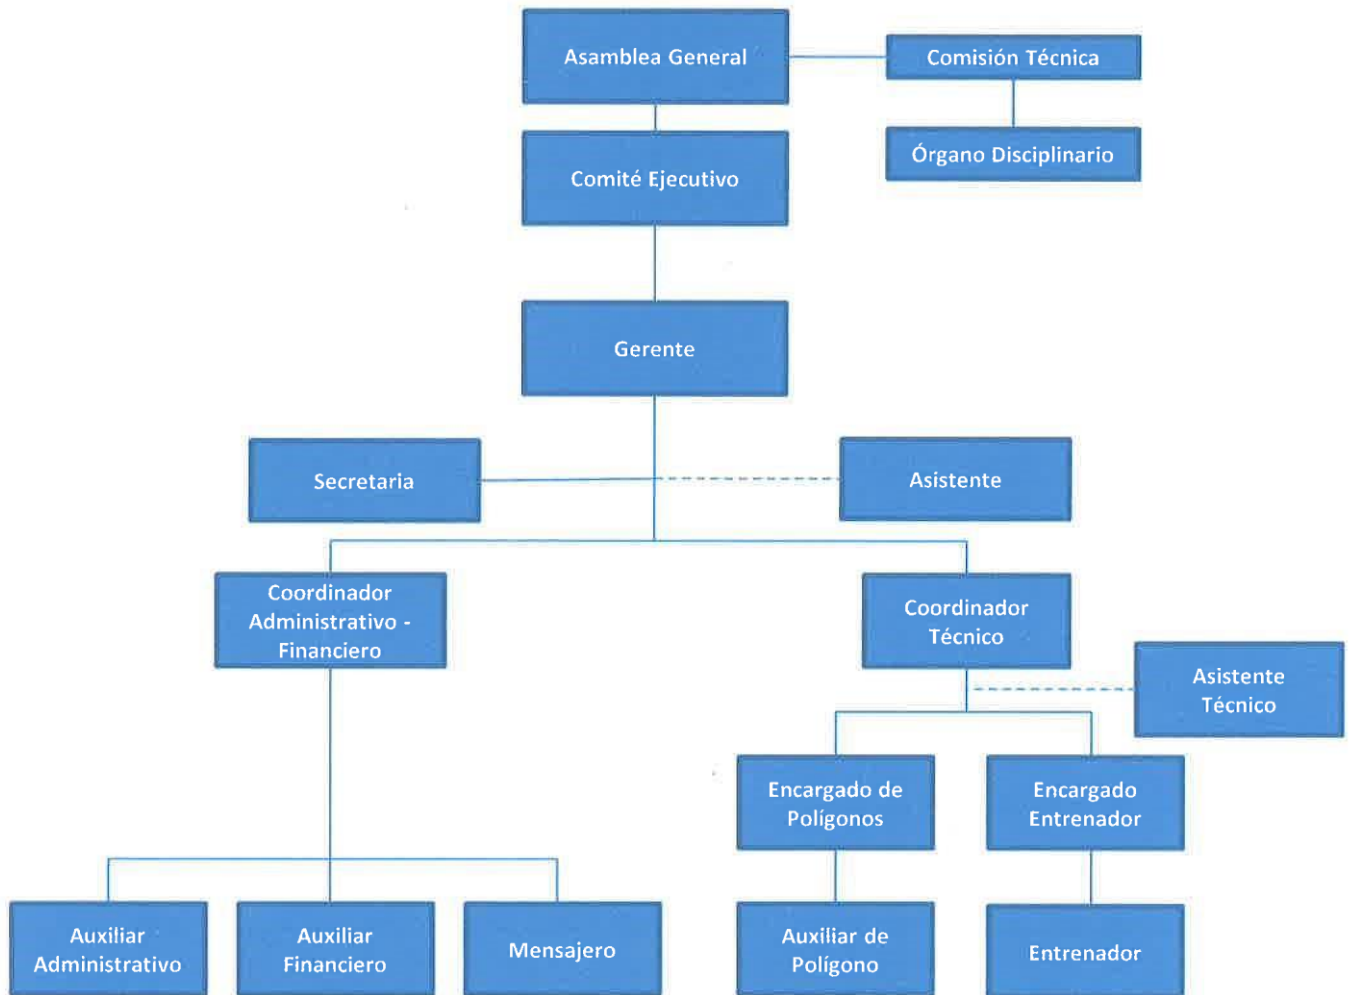 Asamblea General
Comisión Técnica
Órgano Disciplinario
Comité Ejecutivo
Gerente
Secretaria
Asistente
Coordinador
Administrativo -
Financiero
Coordinador
Técnico
Asistente
Técnico
Encargado de
Polígonos
Encargado
Entrenador
Auxiliar
Administrativo
Auxiliar
Financiero
Mensajero
Auxiliar de
Polígono
Entrenador